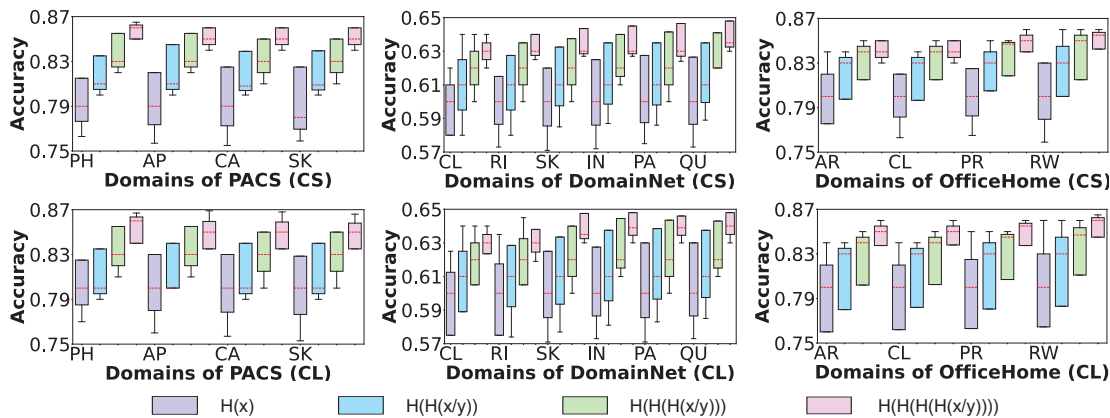 Accuracy
0.87
0.83
0.79
0.75
PH AP CA SK
Domains of PACS (CS)
Accuracy
0.65
0.63
0.61
0.59
0.57
CL RI SK IN PA QU
Domains of DomainNet (CS)
Accuracy
0.87
0.83
0.79
0.75
AR CL PR RW
Domains of OfficeHome (CS)
Accuracy
0.87
0.83
0.79
0.75
PH AP CA SK
Domains of PACS (CL)
Accuracy
0.65
0.63
0.61
0.59
0.57
CL RI SK IN PA QU
Domains of DomainNet (CL)
Accuracy
0.87
0.83
0.79
0.75
AR CL PR RW
Domains of OfficeHome (CL)
H(x) H(H(x/y)) H(H(H(x/y))) H(H(H(H(x/y))))